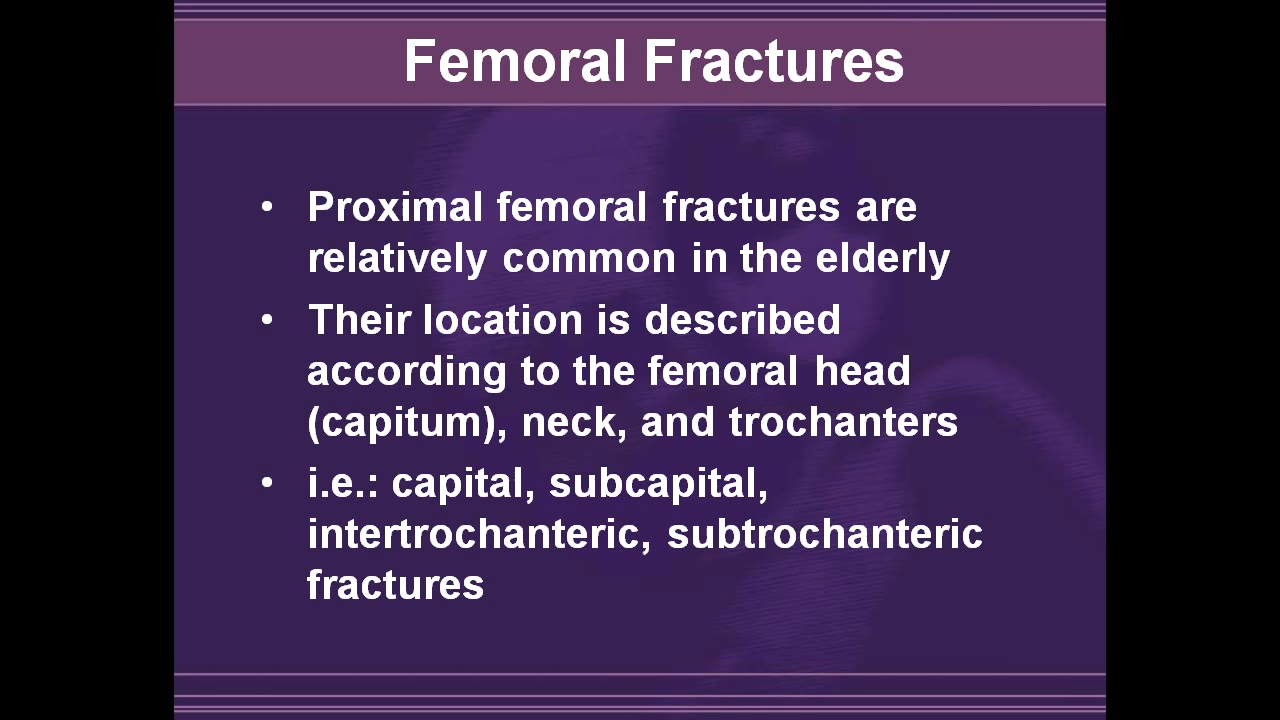 Femoral Fractures
• Proximal femoral fractures are
relatively common in the elderly
• Their location is described
according to the femoral head
(capitum), neck, and trochanters
• i.e.: capital, subcapital,
intertrochanteric, subtrochanteric
fractures